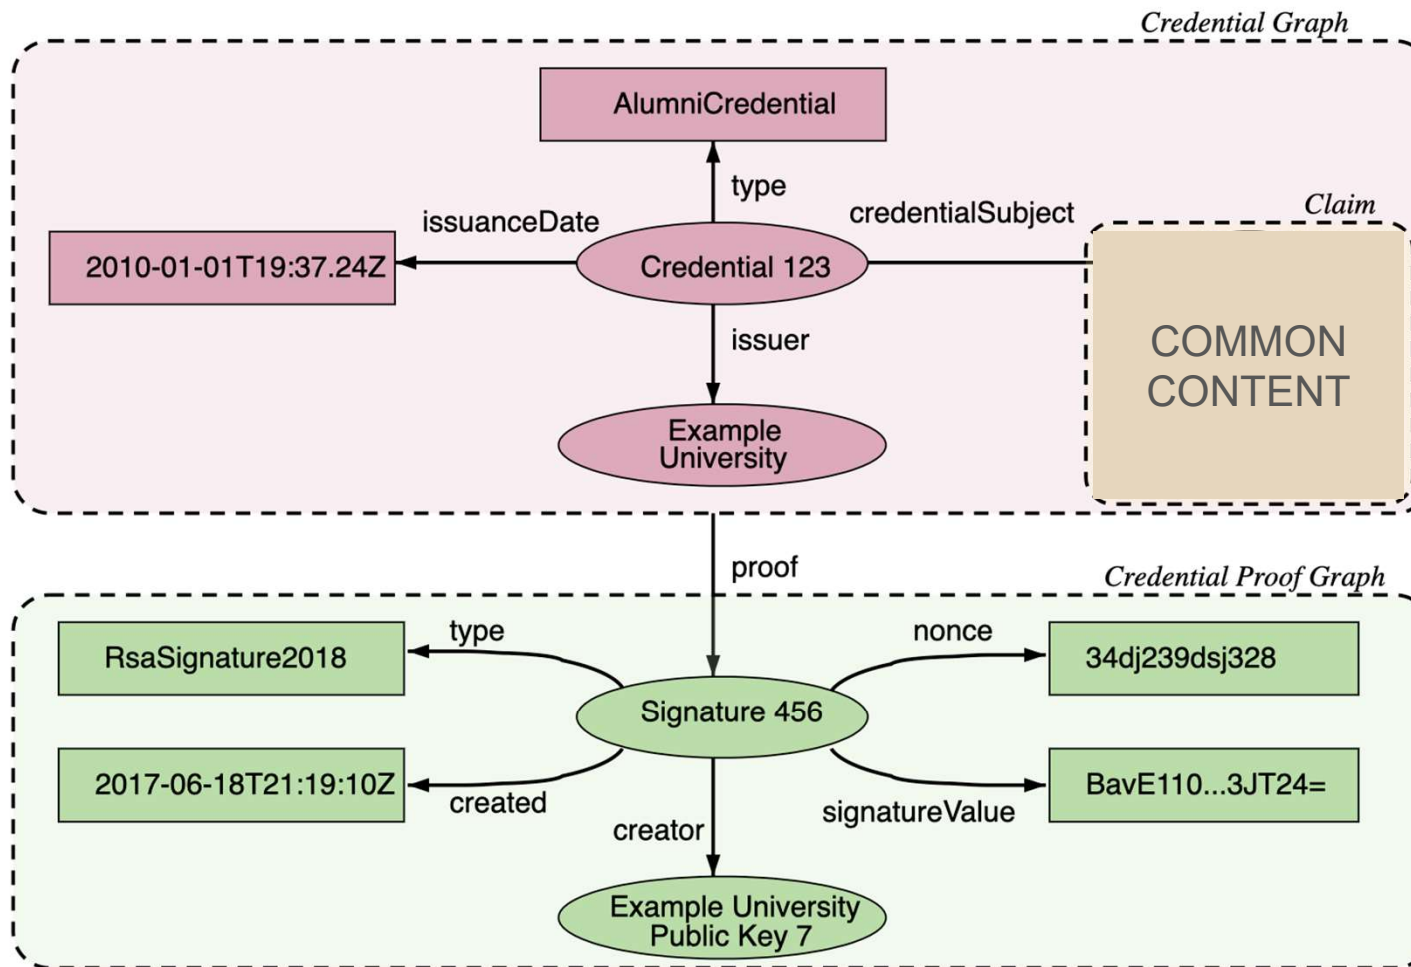 Credential Graph
AlumniCredential
type
credentialSubject
Claim
issuanceDate
2010-01-01T19:37.24Z
Credential 123
COMMON
CONTENT
issuer
Example
University
proof
Credential Proof Graph
type
nonce
RsaSignature2018
34dj239dsj328
Signature 456
2017-06-18T21:19:10Z
BavE110...3JT24=
created
signatureValue
creator
Example University
Public Key 7